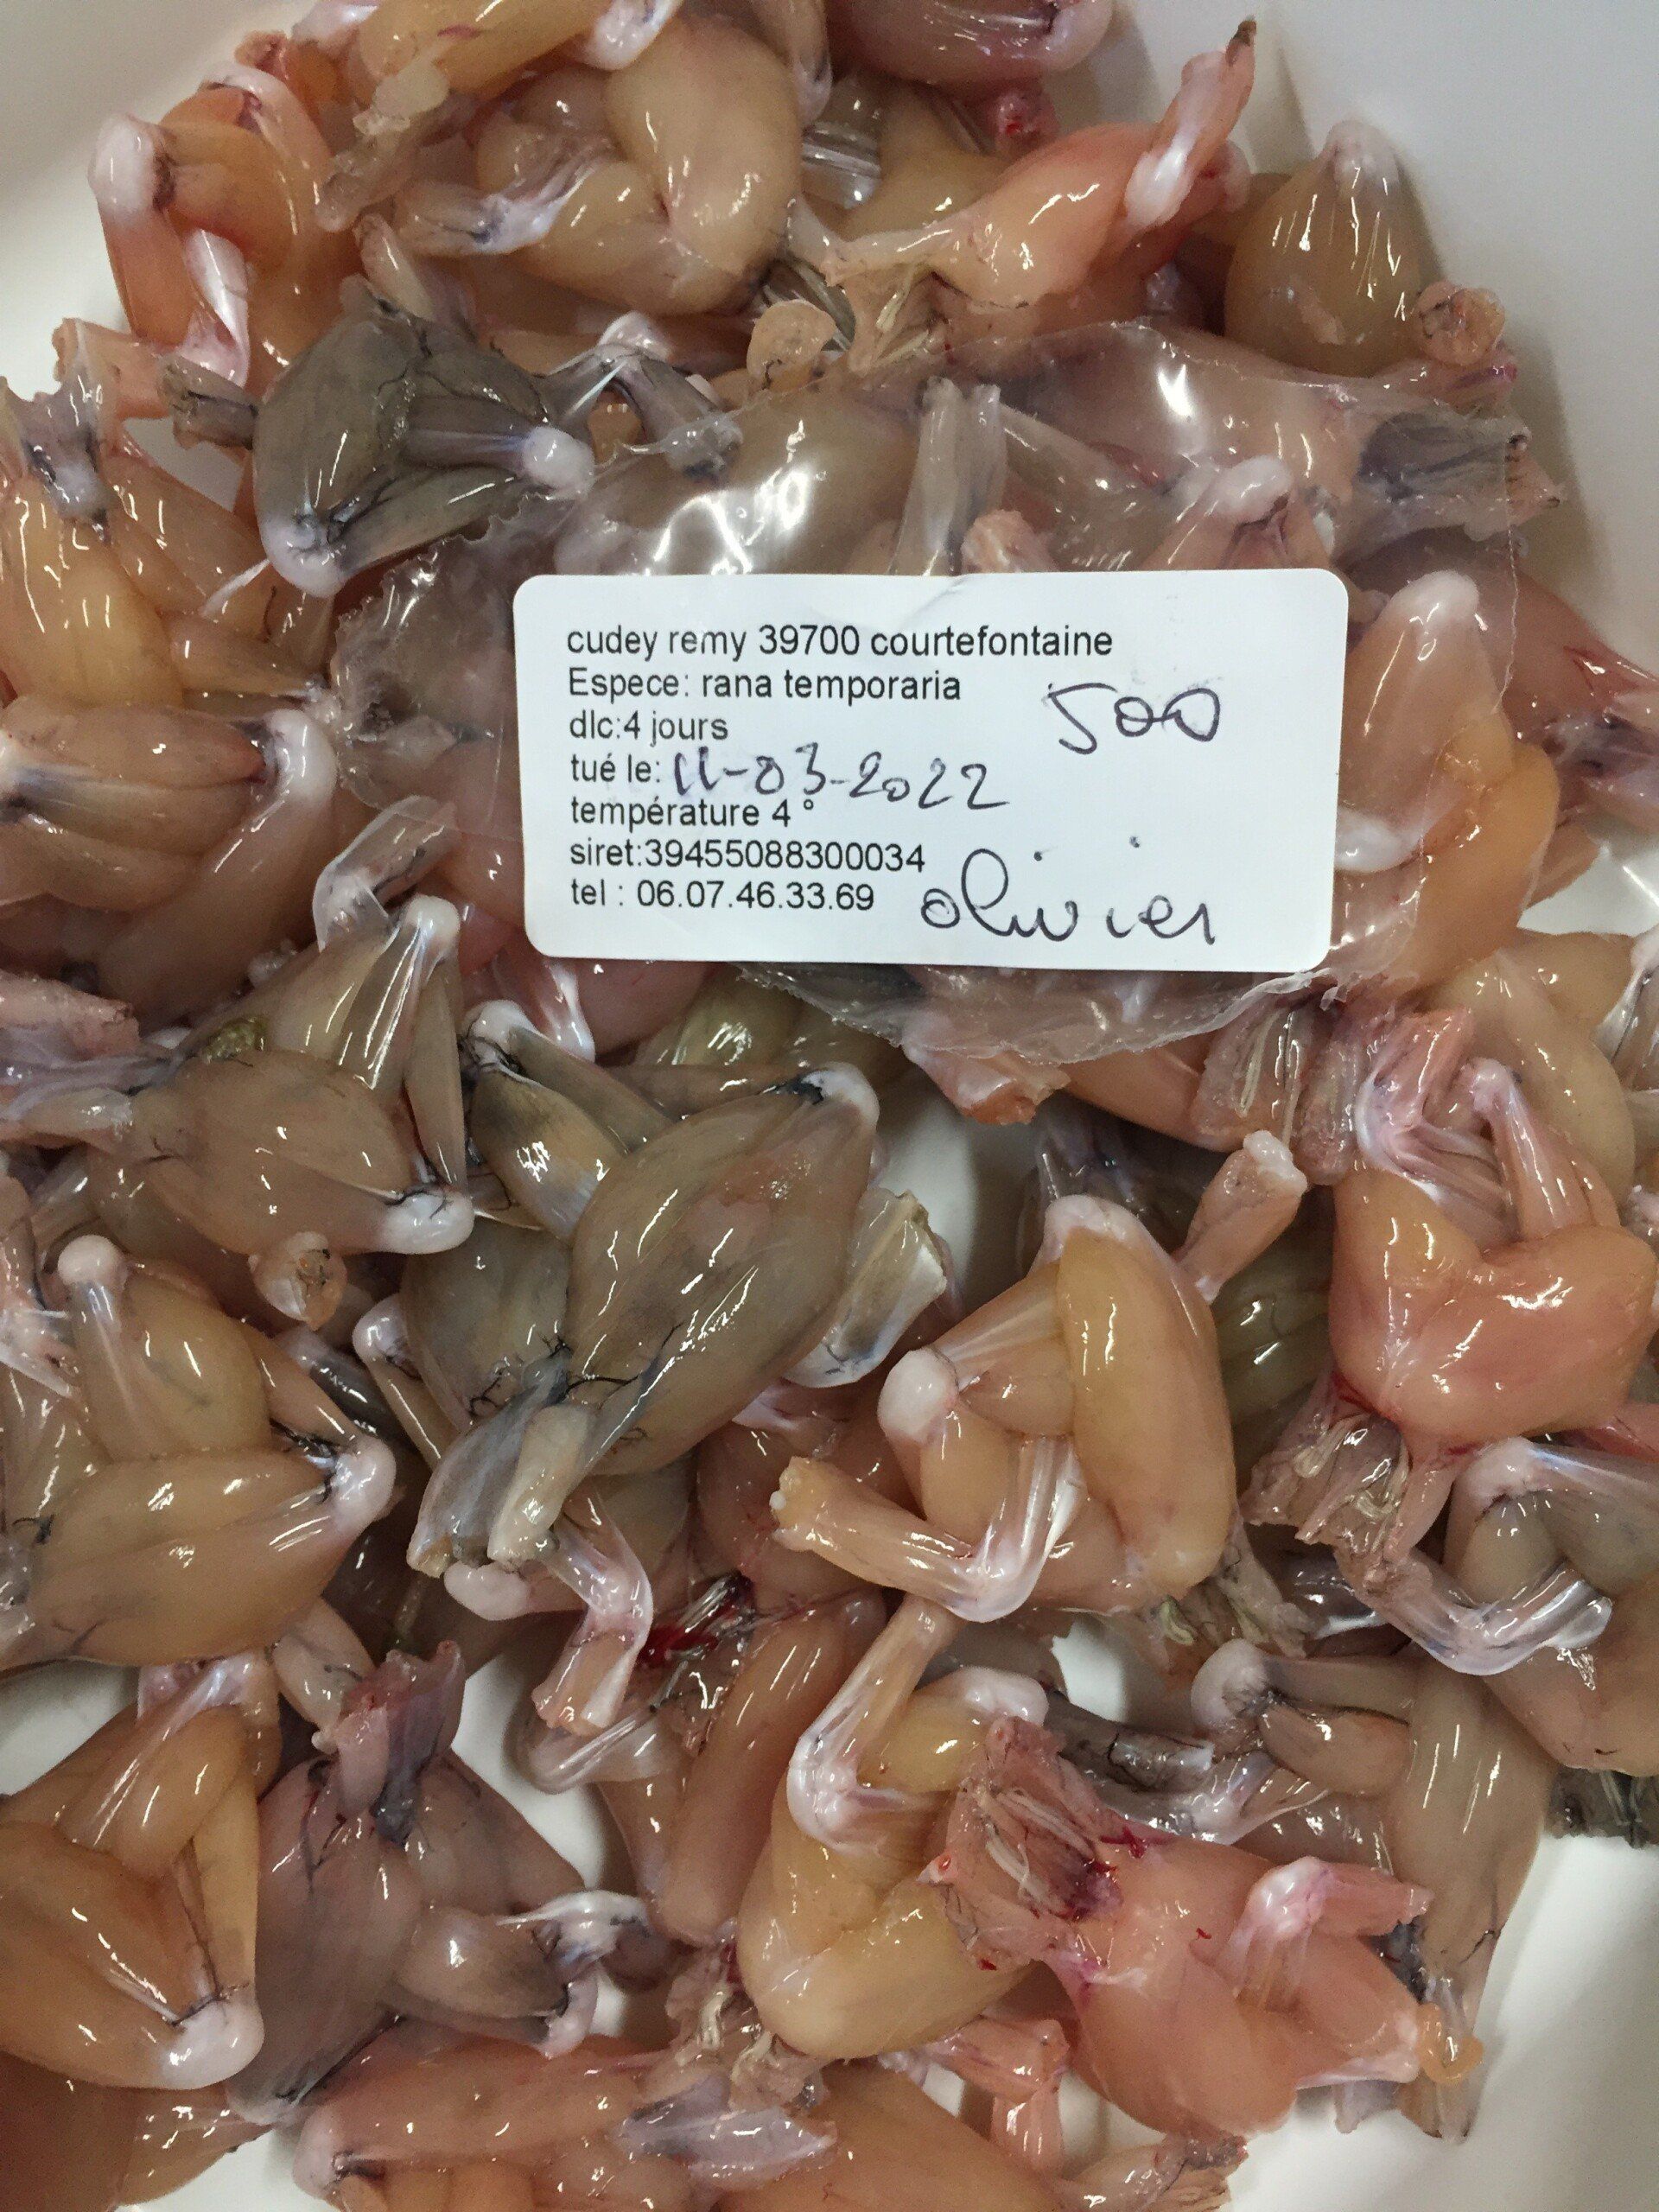 cudey remy 39700 courtefontaine
Espece: rana temporaria 500
dlc:4 jours
tué le: 11-03-2022
température 4 °
siret:39455088300034
tel : 06.07.46.33.69 olivier